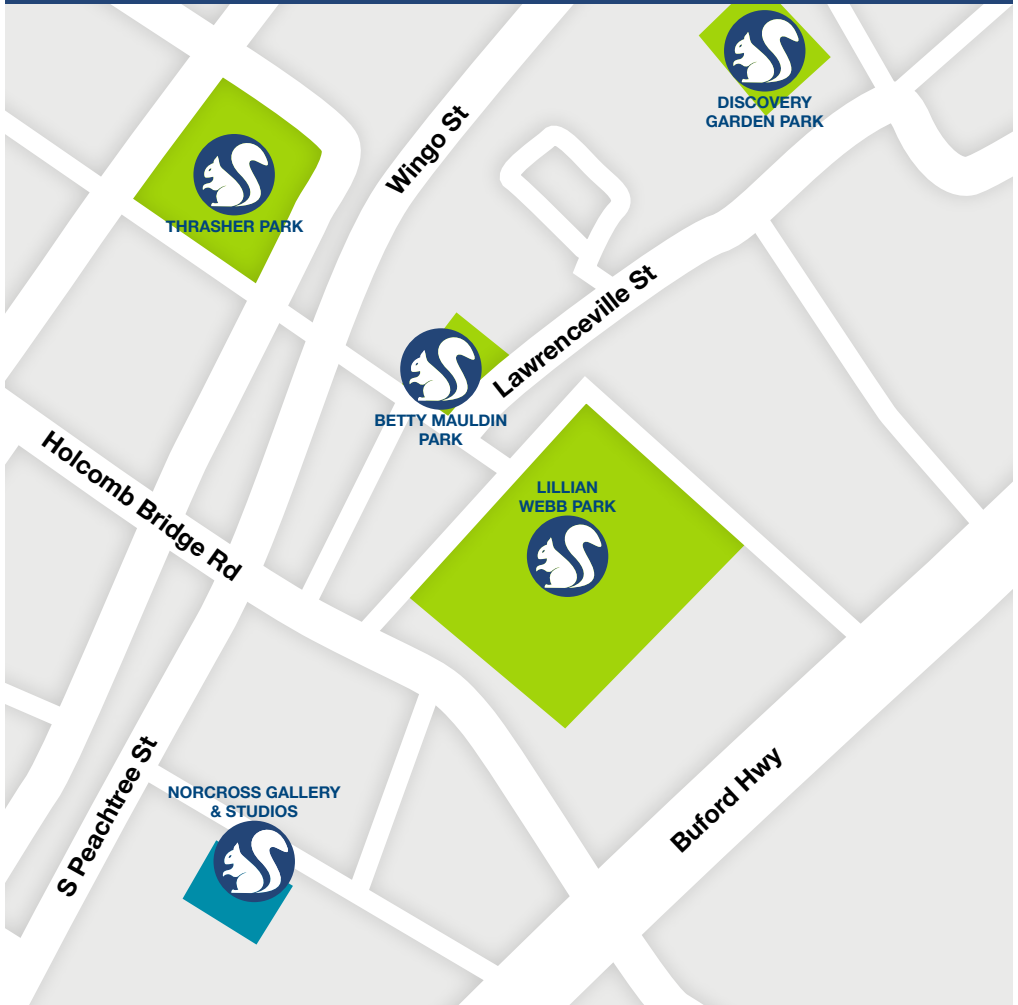 DISCOVERY
GARDEN PARK
Wingo St
THRASHER PARK
Lawrenceville St
BETTY MAULDIN
PARK
Holcomb Bridge Rd
LILLIAN
WEBB PARK
S Peachtree St
NORCROSS GALLERY
& STUDIOS
Buford Hwy